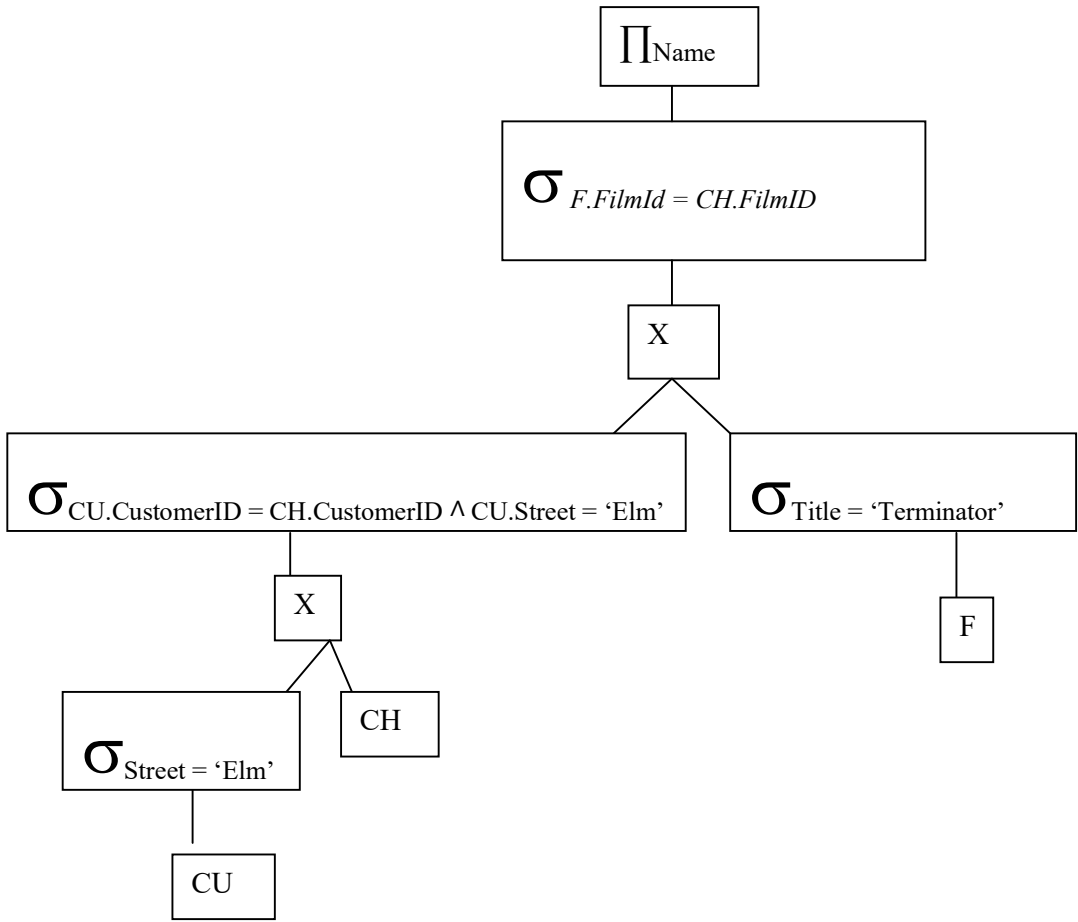 ∏Name
σ F.FilmId = CH.FilmID
X
σCU.CustomerID = CH.CustomerID ^ CU.Street = ‘Elm’
σTitle = ‘Terminator’
X
F
CH
σStreet = ‘Elm’
CU